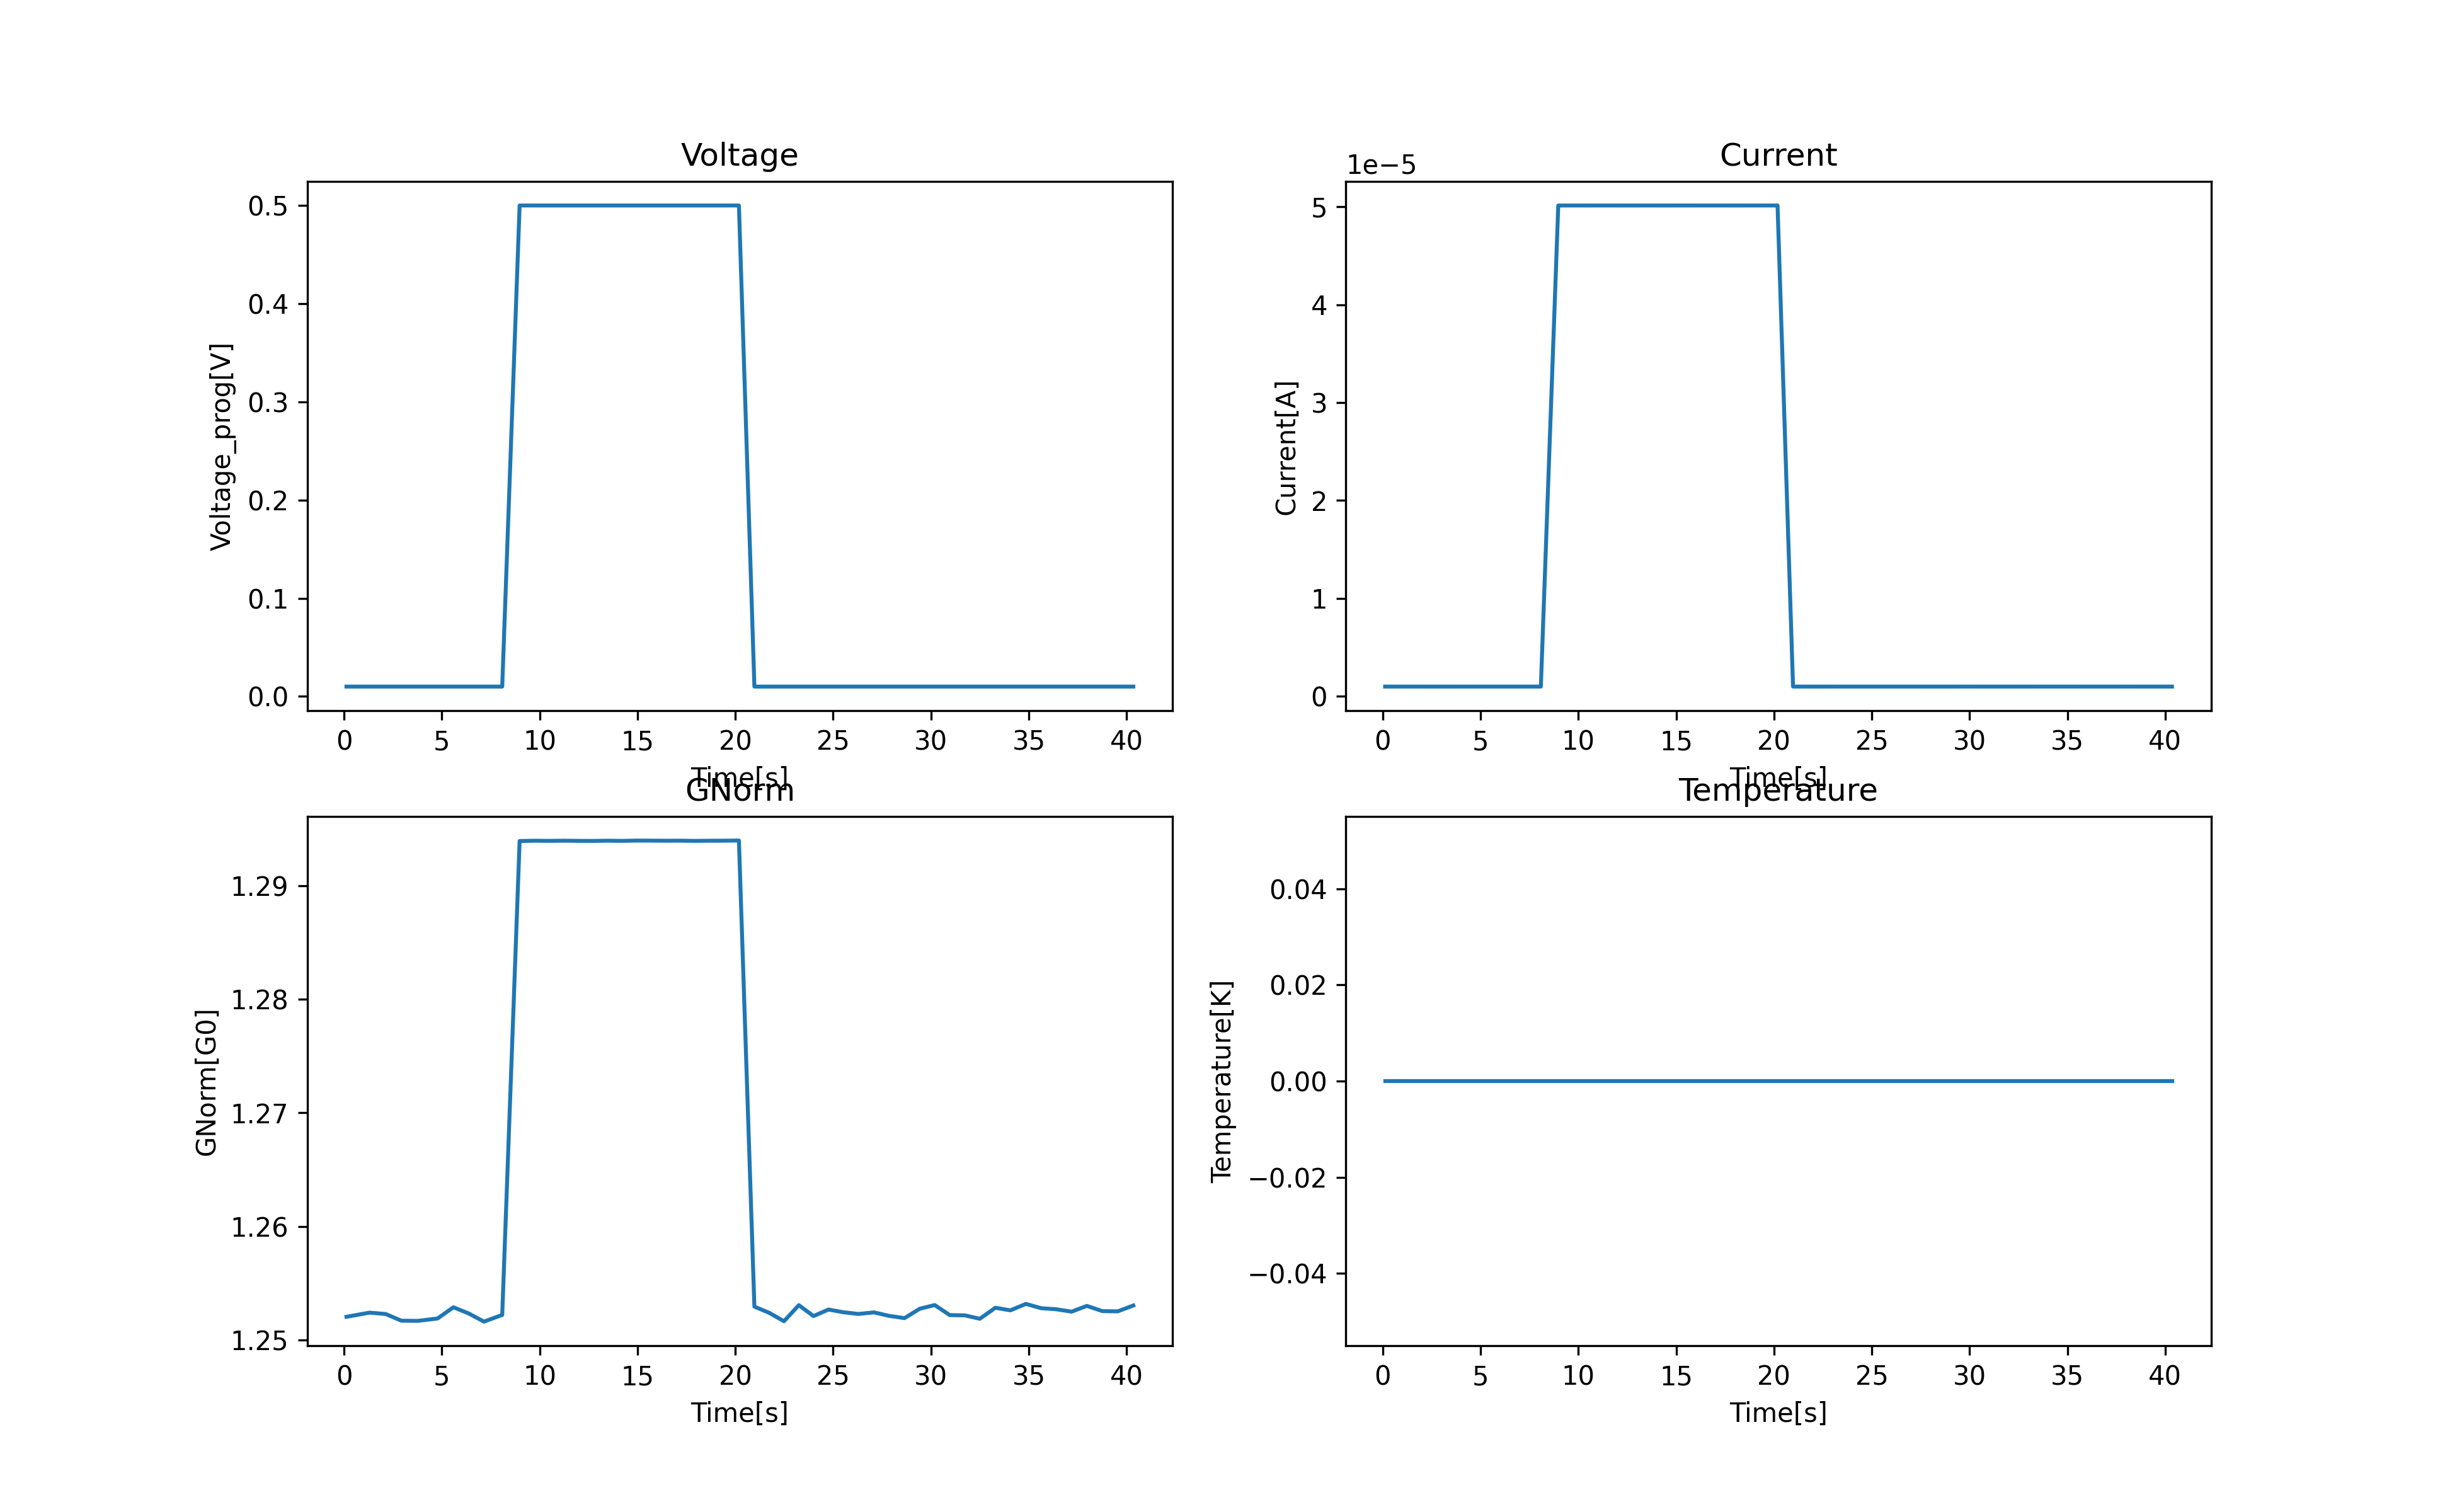 Voltage
Voltage_prog[V]
0.5
0.4
0.3
0.2
0.1
0.0
0 5 10 15 20 25 30 35 40
Time[s]
Current
1e−5
Current[A]
5
4
3
2
1
0
0 5 10 15 20 25 30 35 40
Time[s]
GNorm
GNorm[G0]
1.29
1.28
1.27
1.26
1.25
0 5 10 15 20 25 30 35 40
Time[s]
Temperature
Temperature[K]
0.04
0.02
0.00
−0.02
−0.04
0 5 10 15 20 25 30 35 40
Time[s]